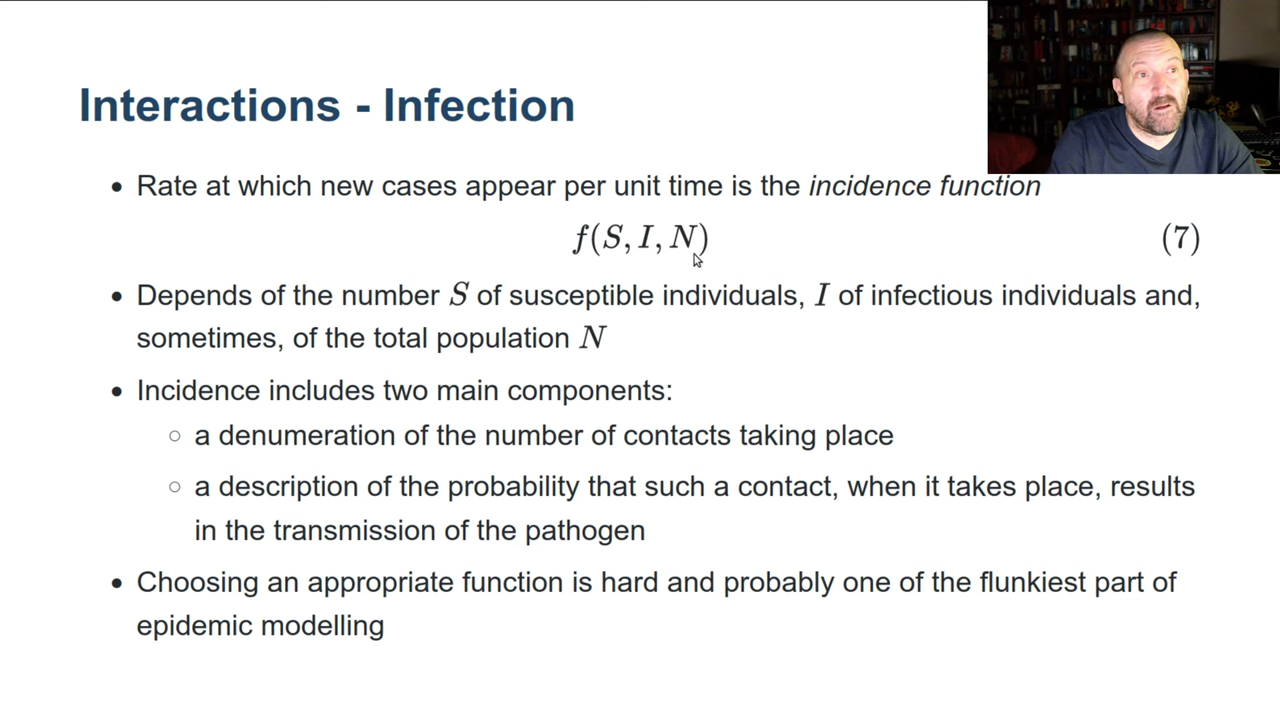 Interactions - Infection
• Rate at which new cases appear per unit time is the incidence function
f(S, I, N) (7)
• Depends of the number S of susceptible individuals, I of infectious individuals and,
sometimes, of the total population N
• Incidence includes two main components:
○ a denumeration of the number of contacts taking place
○ a description of the probability that such a contact, when it takes place, results
in the transmission of the pathogen
• Choosing an appropriate function is hard and probably one of the flunkiest part of
epidemic modelling